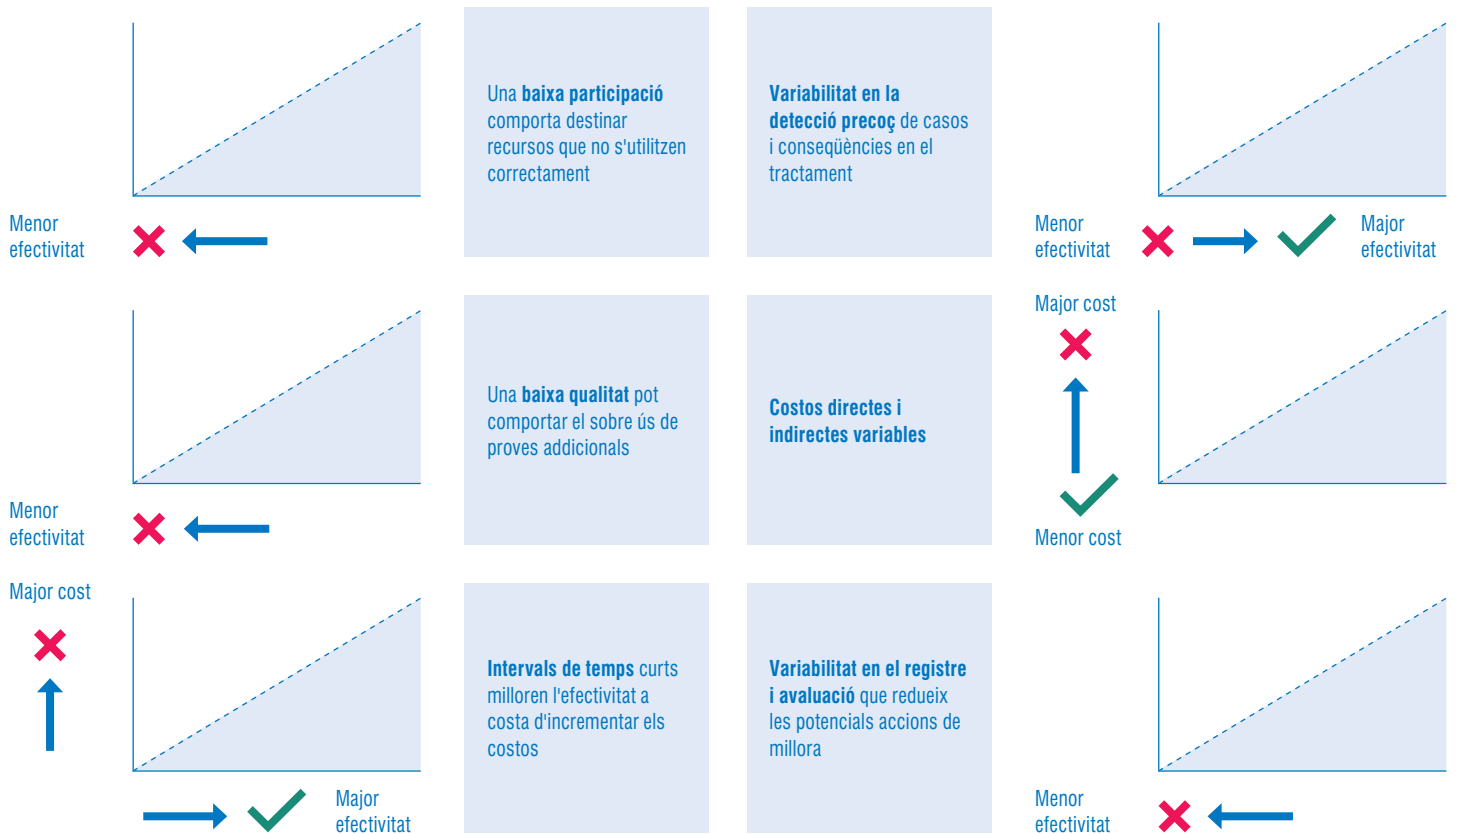 Una baixa participació
comporta destinar
recursos que no s'utilitzen
correctament
Menor
efectivitat
Variabilitat en la
detecció precoç de casos
i conseqüències en el
tractament
Menor
efectivitat
Major
efectivitat
Una baixa qualitat pot
comportar el sobre ús de
proves addicionals
Menor
efectivitat
Costos directes i
indirectes variables
Major cost
Menor cost
Major cost
Intervals de temps curts
milloren l'efectivitat a
costa d'incrementar els
costos
Major
efectivitat
Variabilitat en el registre
i avaluació que redueix
les potencials accions de
millora
Menor
efectivitat